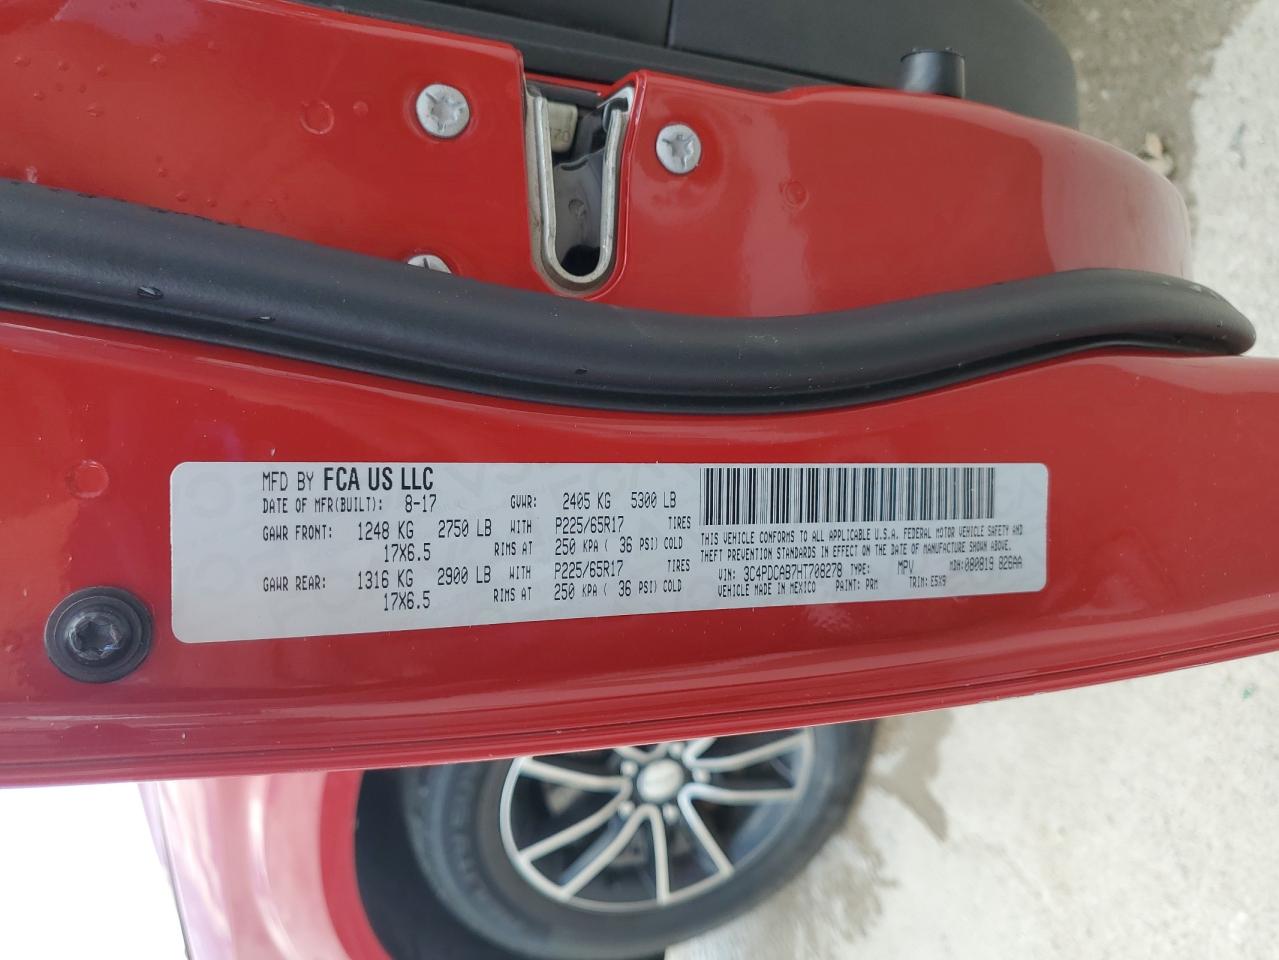 MFD BY FCA US LLC
DATE OF MFR(BUILT): 8-17 GVWR: 2405 KG 5300 LB
GAWR FRONT: 1248 KG 2750 LB WITH P225/65R17 TIRES
17X6.5 RIMS AT 250 KPA ( 36 PSI) COLD
GAWR REAR: 1316 KG 2900 LB WITH P225/65R17 TIRES
17X6.5 RIMS AT 250 KPA ( 36 PSI) COLD
THIS VEHICLE CONFORMS TO ALL APPLICABLE U.S.A. FEDERAL MOTOR VEHICLE SAFETY AND
THEFT PREVENTION STANDARDS IN EFFECT ON THE DATE OF MANUFACTURE SHOWN ABOVE.
VIN: 3C4PDCAB7HT708278 TYPE: MPV MDH: 080819 826AA
VEHICLE MADE IN MEXICO PAINT: PRM TRIM: E5X9